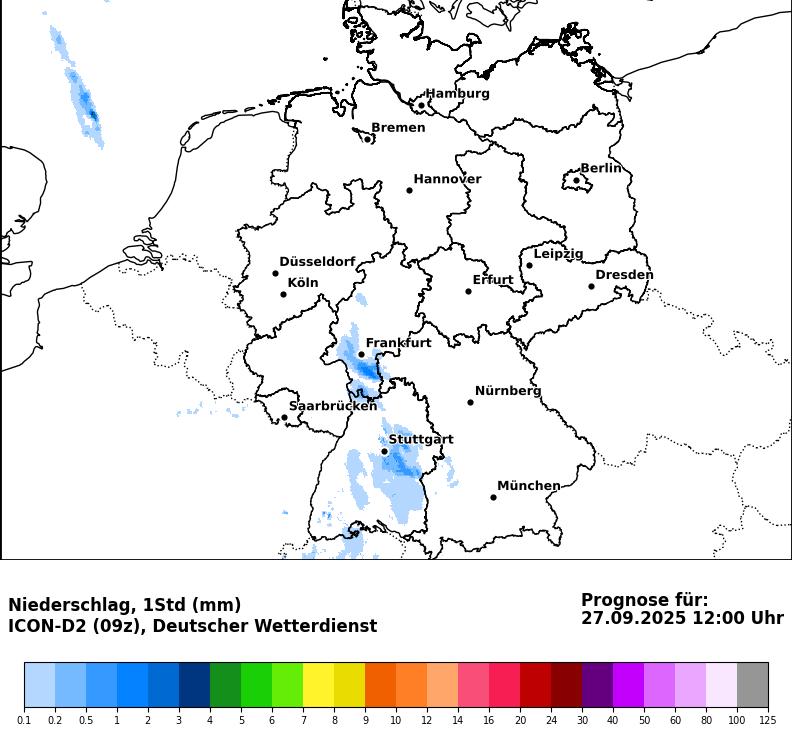 Hamburg
Bremen
Berlin
Hannover
Leipzig
Düsseldorf
Dresden
Köln
Erfurt
Frankfurt
Nürnberg
Saarbrücken
Stuttgart
München
Niederschlag, 1Std (mm)
ICON-D2 (09z), Deutscher Wetterdienst
Prognose für:
27.09.2025 12:00 Uhr
0.1 0.2 0.5 1 2 3 4 5 6 7 8 9 10 12 14 16 20 24 30 40 50 60 80 100 125